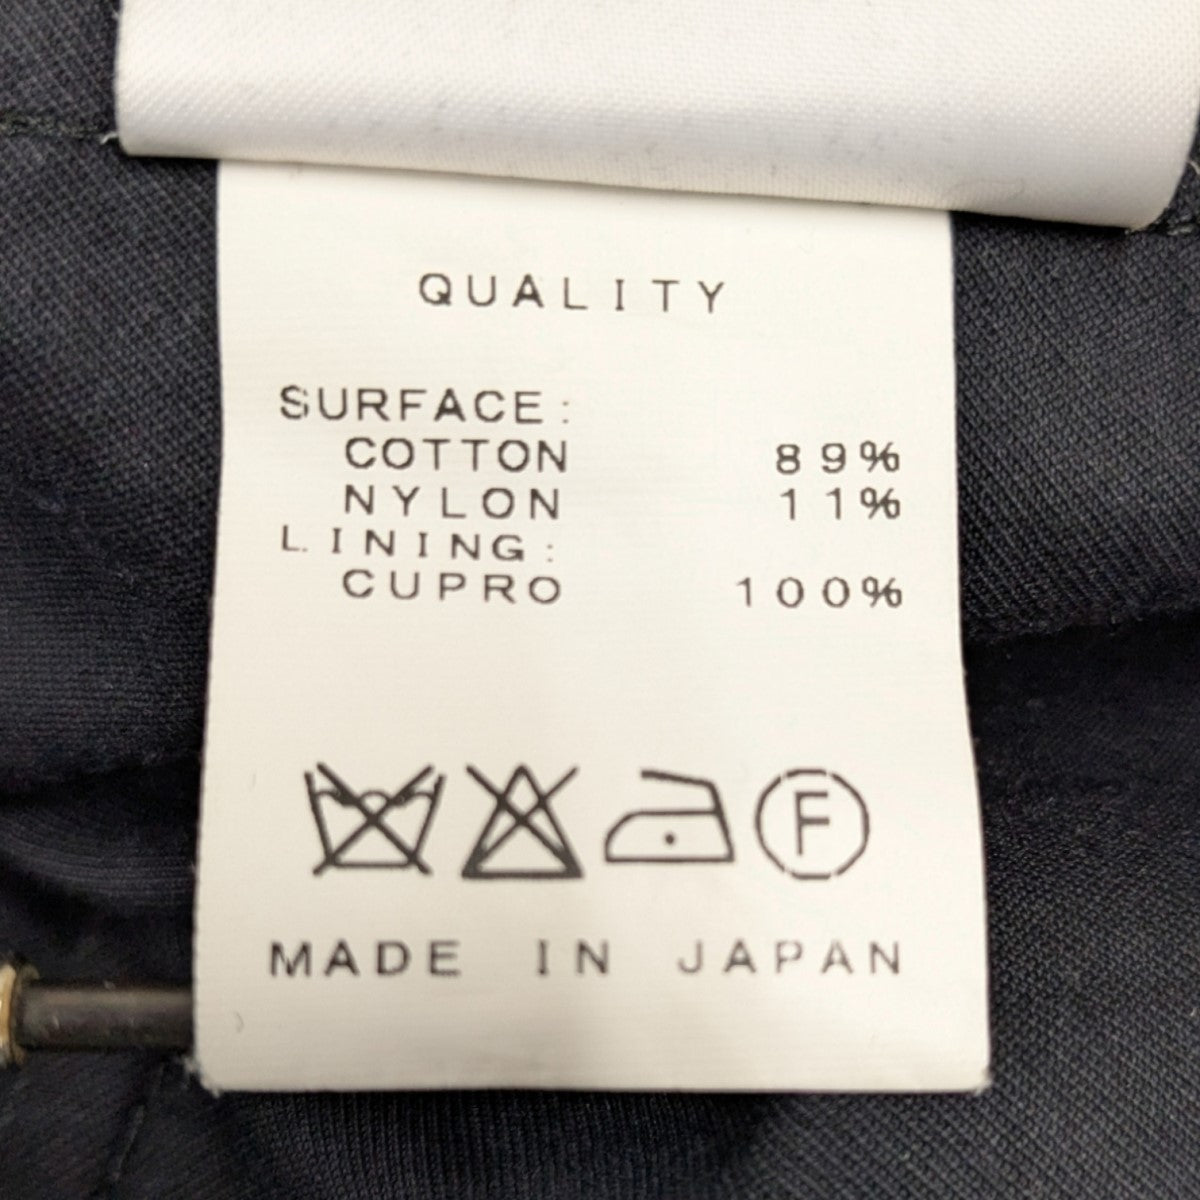 QUALITY
SURFACE:
COTTON 89%
NYLON 11%
LINING:
CUPRO 100%
F
MADE IN JAPAN